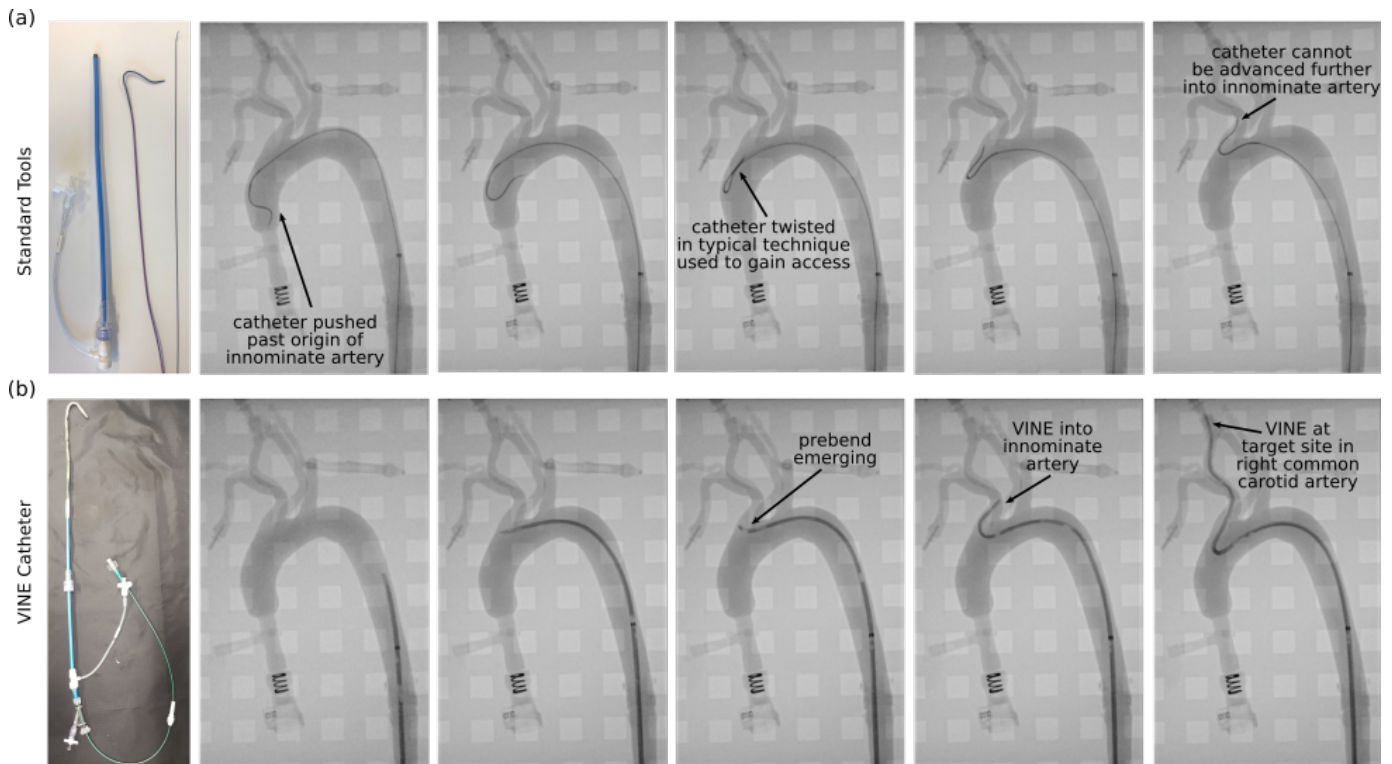 (a)
Standard Tools
catheter pushed
past origin of
innominate artery
catheter twisted
in typical technique
used to gain access
catheter cannot
be advanced further
into innominate artery
(b)
VINE Catheter
prebend
emerging
VINE into
innominate
artery
VINE at
target site in
right common
carotid artery